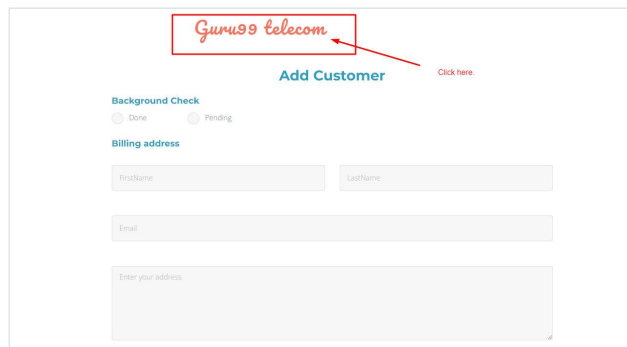 Guru99 telecom
Add Customer
Click here
Background Check
Done Pending
Billing address
FirstName LastName
Email
Enter your address